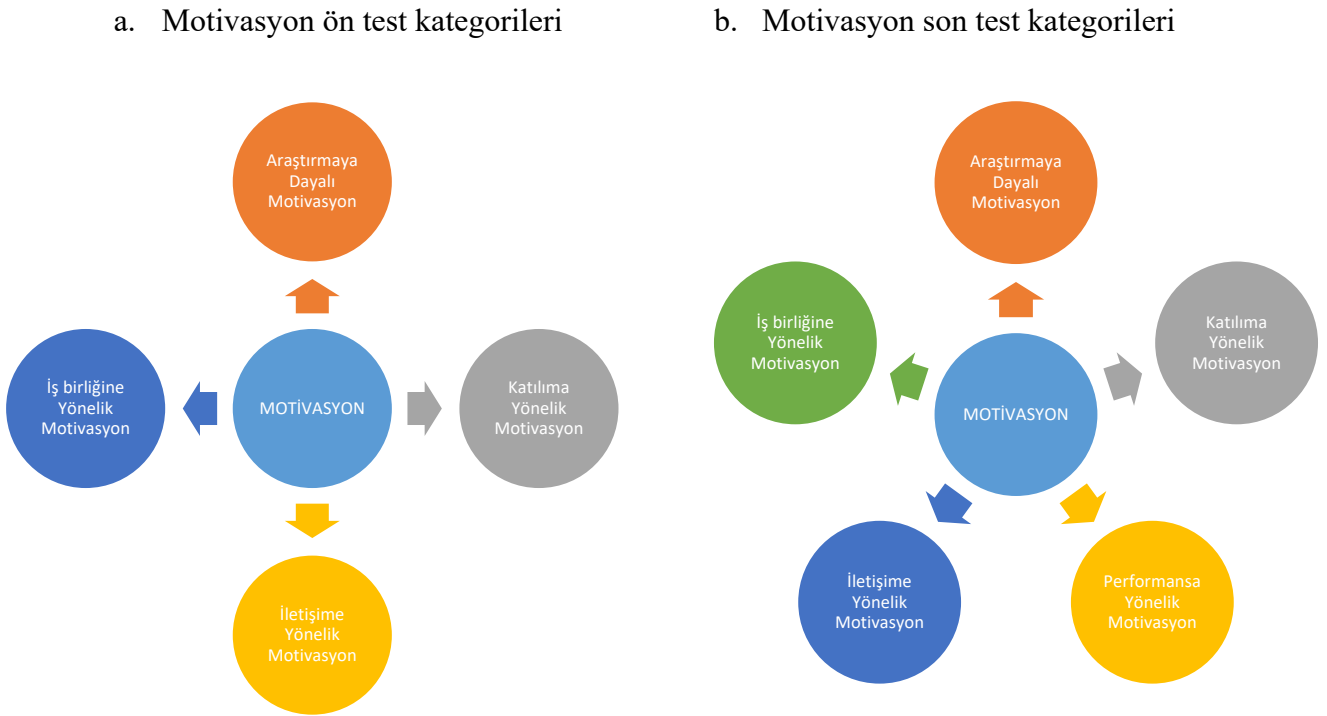 a. Motivasyon ön test kategorileri
b. Motivasyon son test kategorileri
Araştırmaya
Dayalı
Motivasyon
İş birliğine
Yönelik
Motivasyon
MOTİVASYON
Katılıma
Yönelik
Motivasyon
İletişime
Yönelik
Motivasyon
Araştırmaya
Dayalı
Motivasyon
İş birliğine
Yönelik
Motivasyon
Katılıma
Yönelik
Motivasyon
MOTİVASYON
İletişime
Yönelik
Motivasyon
Performansa
Yönelik
Motivasyon